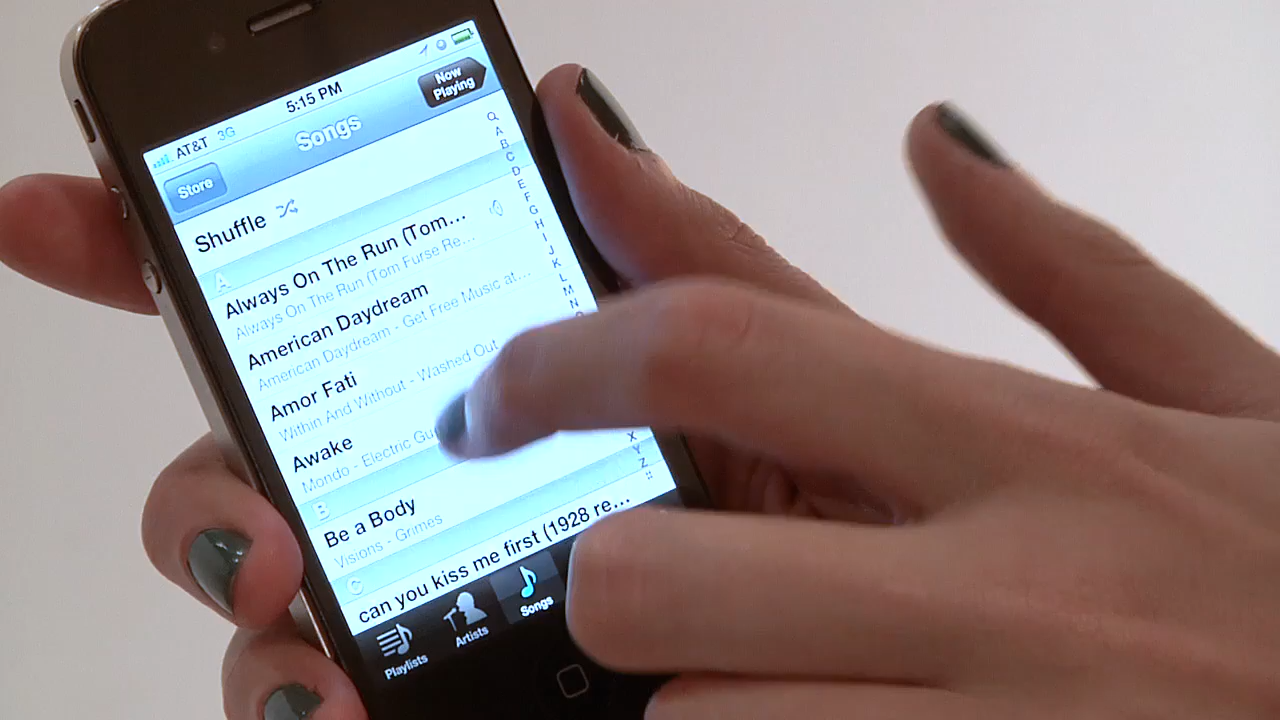 AT&T 3G 5:15 PM
Store Songs Now Playing
Shuffle
A
Always On The Run (Tom...
Always On The Run (Tom Furse Re...
American Daydream
American Daydream - Get Free Music at...
Amor Fati
Within And Without - Washed Out
Awake
Mondo - Electric Gu
B
Be a Body
Visions - Grimes
C
can you kiss me first (1928 re...
A
B
C
D
E
F
G
H
I
J
K
L
M
N
X
Y
Z
#
Playlists
Artists
Songs